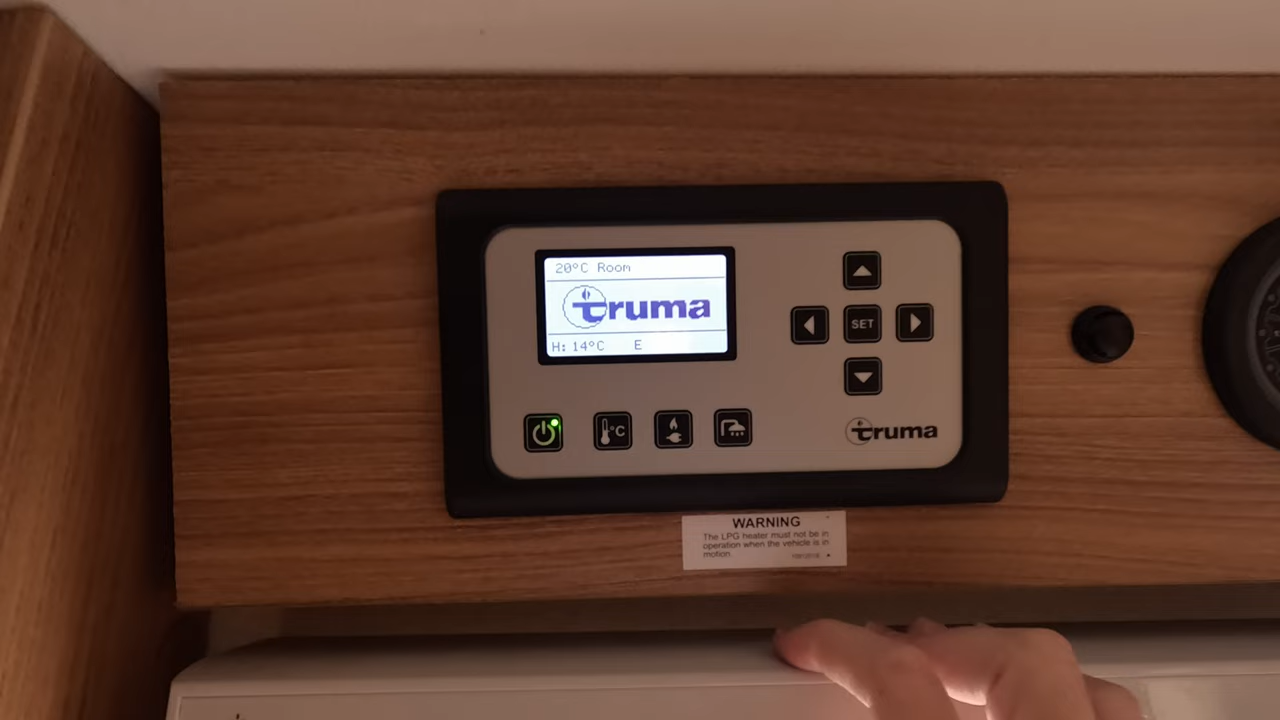 20°C Room
truma
H: 14°C E
SET
°C
truma
WARNING
The LPG heater must not be in
operation when the vehicle is in
motion.